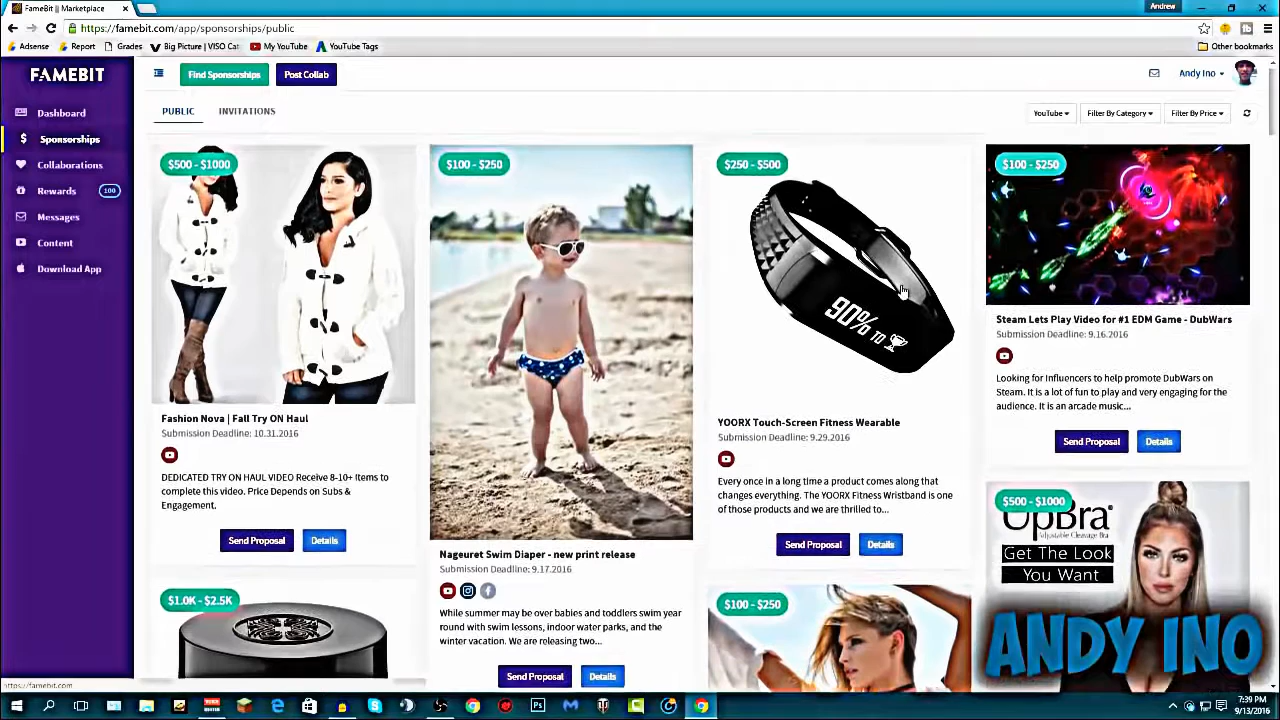 FameBit || Marketplace
Andrew
https://famebit.com/app/sponsorships/public
Adsense
Report
Grades
Big Picture | VISO Cat
My YouTube
YouTube Tags
Other bookmarks
FAMEBIT
Find Sponsorships
Post Collab
Andy Ino
Dashboard
Sponsorships
Collaborations
Rewards
100
Messages
Content
Download App
PUBLIC
INVITATIONS
YouTube
Filter By Category
Filter By Price
$500 - $1000
Fashion Nova | Fall Try ON Haul
Submission Deadline: 10.31.2016
DEDICATED TRY ON HAUL VIDEO Receive 8-10+ Items to
complete this video. Price Depends on Subs &
Engagement.
Send Proposal
Details
$1.0K - $2.5K
$100 - $250
Nageuret Swim Diaper - new print release
Submission Deadline: 9.17.2016
While summer may be over babies and toddlers swim year
round with swim lessons, indoor water parks, and the
winter vacation. We are releasing two...
Send Proposal
Details
$250 - $500
90% TO
YOORX Touch-Screen Fitness Wearable
Submission Deadline: 9.29.2016
Every once in a long time a product comes along that
changes everything. The YOORX Fitness Wristband is one
of those products and we are thrilled to...
Send Proposal
Details
$100 - $250
$100 - $250
Steam Lets Play Video for #1 EDM Game - DubWars
Submission Deadline: 9.16.2016
Looking for Influencers to help promote DubWars on
Steam. It is a lot of fun to play and very engaging for the
audience. It is an arcade music...
Send Proposal
Details
$500 - $1000
UpBra
Adjustable Cleavage Bra
Get The Look
You Want
ANDY INO
https://famebit.com
7:39 PM
9/13/2016